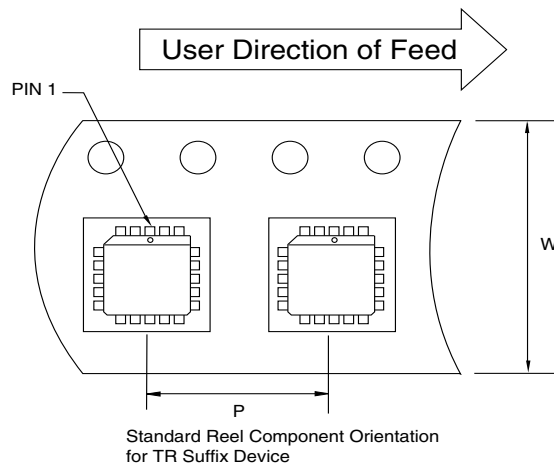 User Direction of Feed
PIN 1
W
P
Standard Reel Component Orientation
for TR Suffix Device